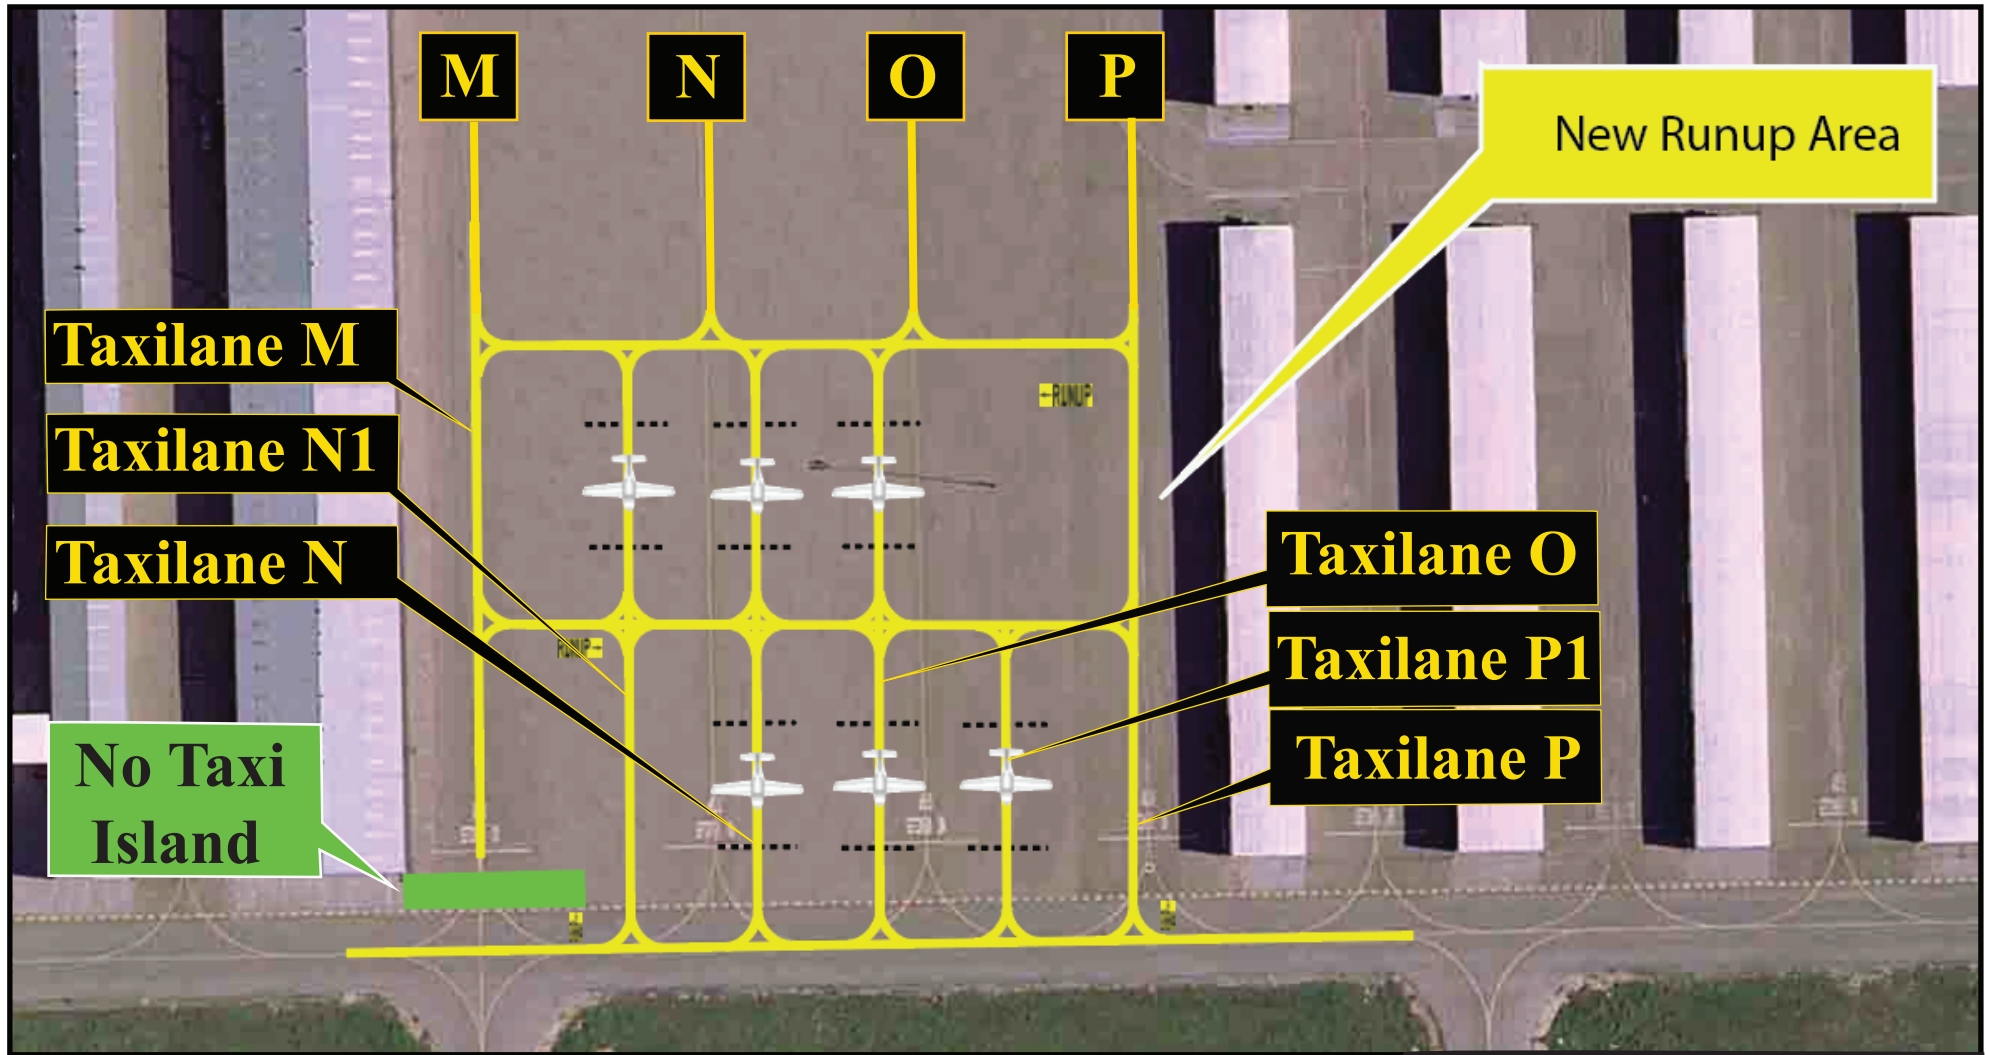 M
N
O
P
New Runup Area
Taxilane M
←RUNUP
Taxilane N1
Taxilane N
Taxilane O
RUNUP→
Taxilane P1
Taxilane P
No Taxi
Island